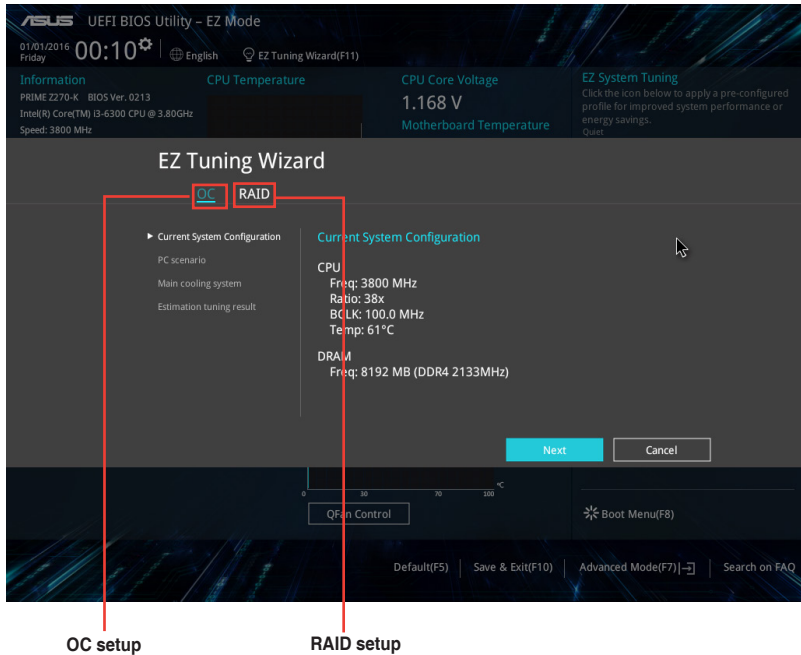 ASUS UEFI BIOS Utility – EZ Mode
01/01/2016
Friday
00:10
English
EZ Tuning Wizard(F11)
Information
PRIME Z270-K BIOS Ver. 0213
Intel(R) Core(TM) I3-6300 CPU @ 3.80GHz
Speed: 3800 MHz
CPU Temperature
CPU Core Voltage
1.168 V
Motherboard Temperature
EZ System Tuning
Click the icon below to apply a pre-configured
profile for improved system performance or
energy savings.
Quiet
EZ Tuning Wizard
OC RAID
Current System Configuration
PC scenario
Main cooling system
Estimation tuning result
Current System Configuration
CPU
Freq: 3800 MHz
Ratio: 38x
BCLK: 100.0 MHz
Temp: 61°C
DRAM
Freq: 8192 MB (DDR4 2133MHz)
Next
Cancel
0 30 70 100
°C
QFan Control
Boot Menu(F8)
Default(F5)
Save & Exit(F10)
Advanced Mode(F7)
Search on FAQ
OC setup
RAID setup